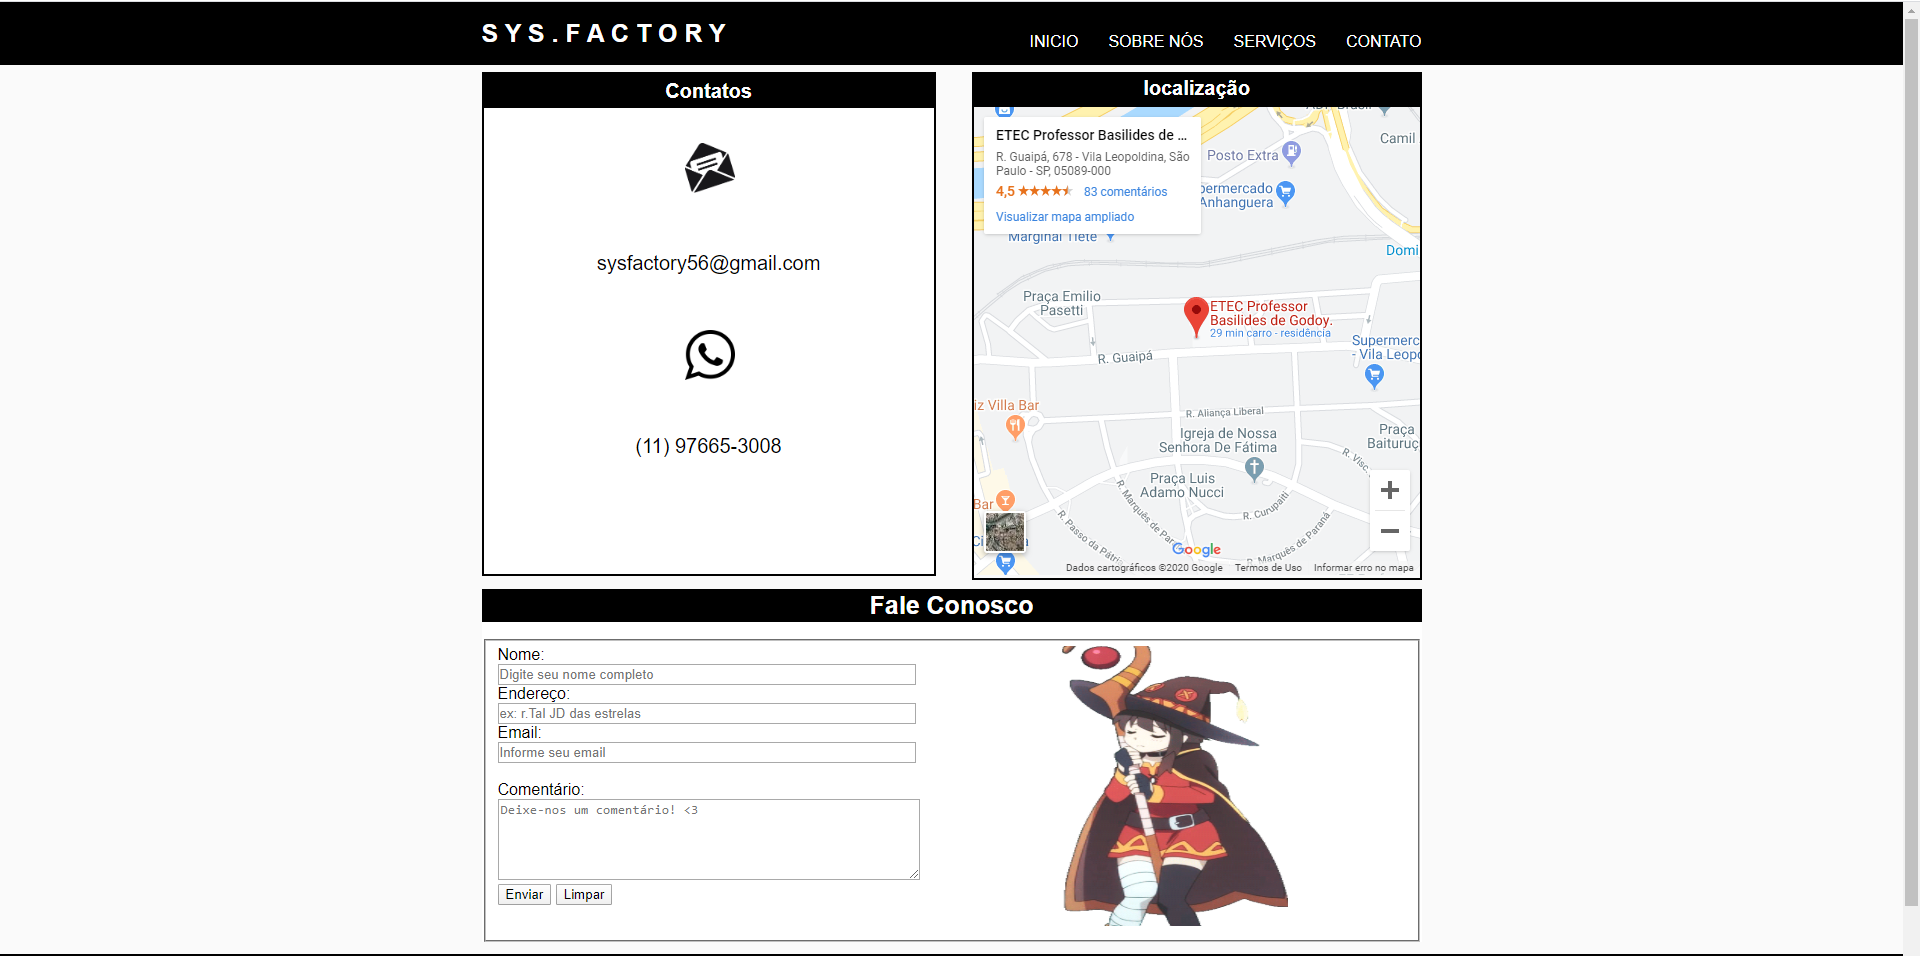 SYS.FACTORY
INICIO SOBRE NÓS SERVIÇOS CONTATO
Contatos
sysfactory56@gmail.com
(11) 97665-3008
localização
ETEC Professor Basilides de ...
R. Guaipá, 678 - Vila Leopoldina, São
Paulo - SP, 05089-000
4,5 83 comentários
Visualizar mapa ampliado
Camil
Posto Extra
permercado
Anhanguera
Marginal Tiete
Domi
Praça Emilio
Pasetti
ETEC Professor
Basilides de Godoy.
29 min carro - residência
Supermerc
- Vila Leopo
R. Guaipá
iz Villa Bar
R. Aliança Liberal
Igreja de Nossa
Senhora De Fátima
Praça
Baituruç
R. Visc.
Praça Luis
Adamo Nucci
R. Marquês de Par
R. Curupaiti
R. Passo da Pátria
R. Marquês de Paraná
Bar
Google
Dados cartográficos ©2020 Google Termos de Uso Informar erro no mapa
Fale Conosco
Nome:
Digite seu nome completo
Endereço:
ex: r.Tal JD das estrelas
Email:
Informe seu email
Comentário:
Deixe-nos um comentário! <3
Enviar Limpar